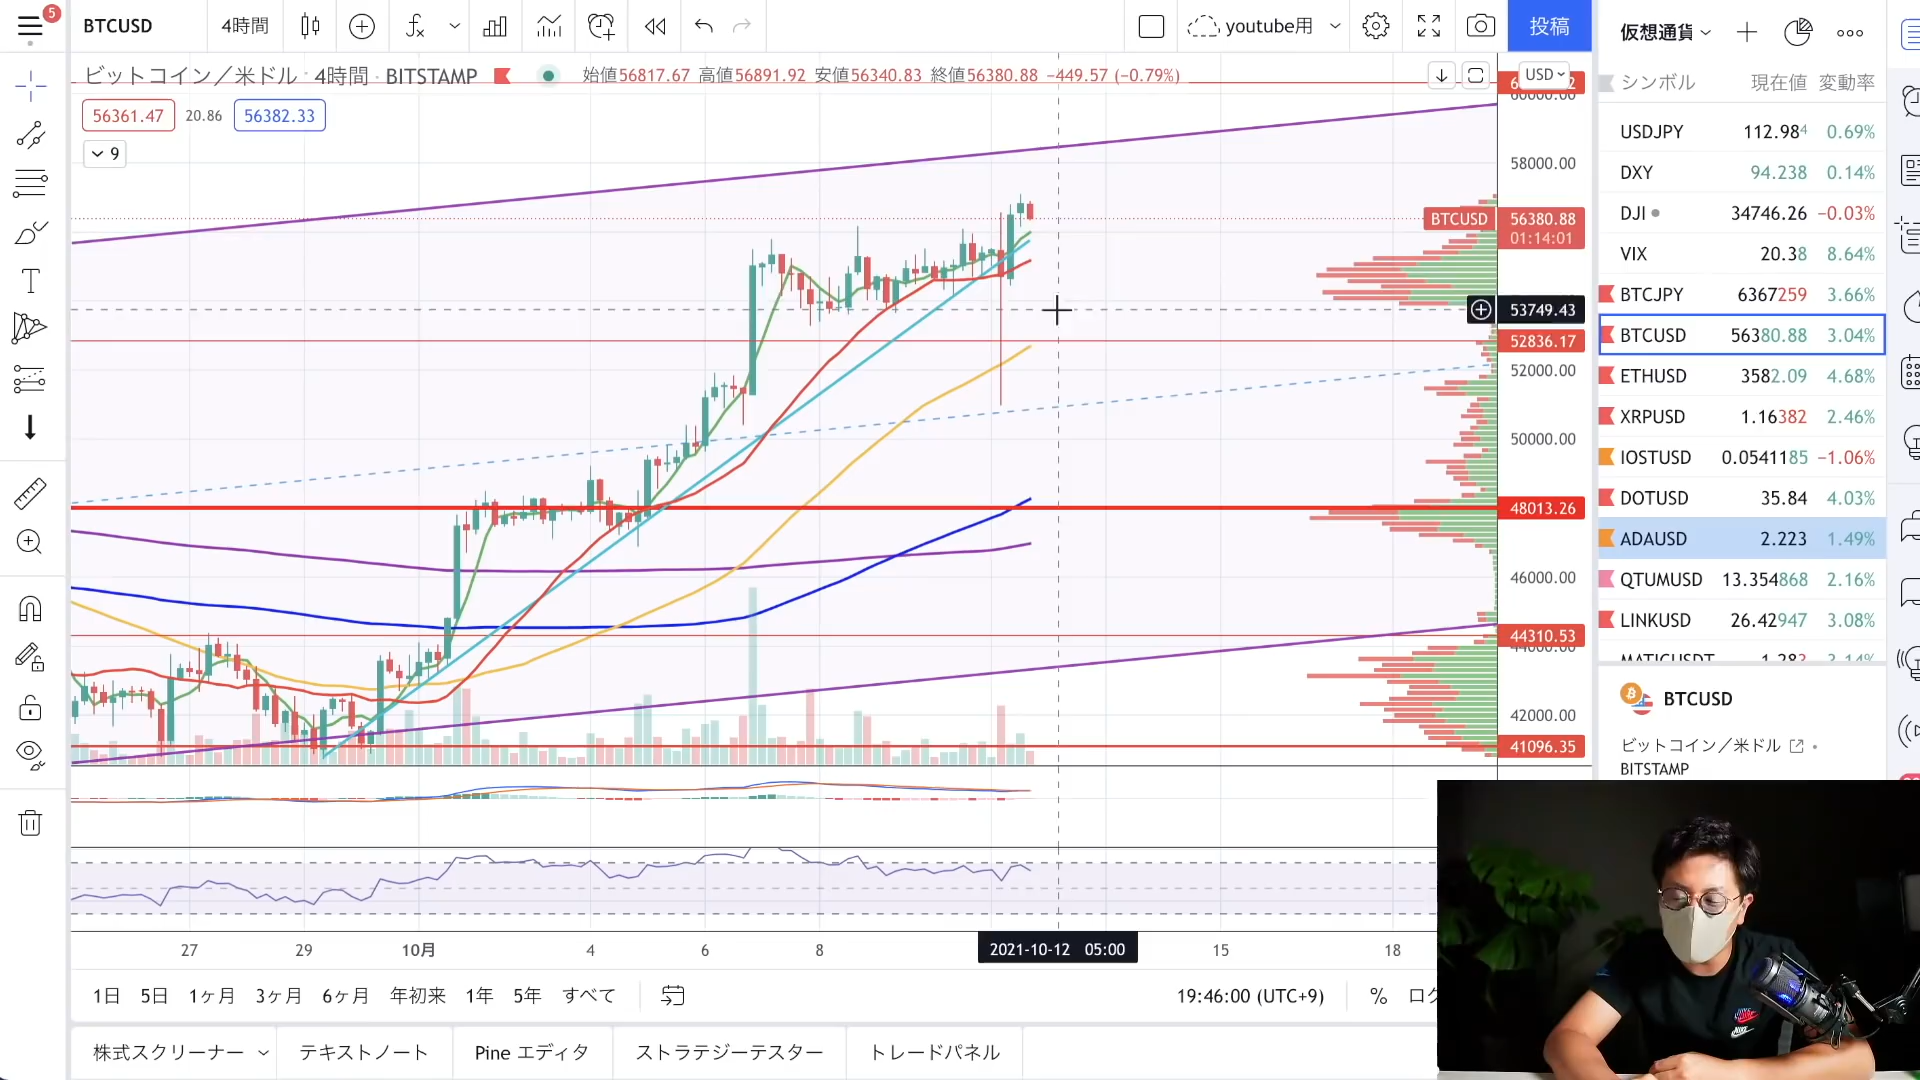 5
BTCUSD
4時間
youtube用
投稿
仮想通貨
ビットコイン／米ドル · 4時間 · BITSTAMP
始値56817.67 高値56891.92 安値56340.83 終値56380.88 −449.57 (−0.79%)
56361.47 20.86 56382.33
9
USD
60000.00
58000.00
BTCUSD 56380.88
01:14:01
53749.43
52836.17
52000.00
50000.00
48013.26
46000.00
44310.53
44000.00
42000.00
41096.35
シンボル 現在値 変動率
USDJPY 112.984 0.69%
DXY 94.238 0.14%
DJI 34746.26 −0.03%
VIX 20.38 8.64%
BTCJPY 6367259 3.66%
BTCUSD 56380.88 3.04%
ETHUSD 3582.09 4.68%
XRPUSD 1.16382 2.46%
IOSTUSD 0.0541185 −1.06%
DOTUSD 35.84 4.03%
ADAUSD 2.223 1.49%
QTUMUSD 13.354868 2.16%
LINKUSD 26.42947 3.08%
MATICUSDT 1.283 2.14%
BTCUSD
ビットコイン／米ドル
BITSTAMP
27 29 10月 4 6 8 2021-10-12 05:00 15 18
1日 5日 1ヶ月 3ヶ月 6ヶ月 年初来 1年 5年 すべて
19:46:00 (UTC+9) % ログ
株式スクリーナー テキストノート Pine エディタ ストラテジーテスター トレードパネル